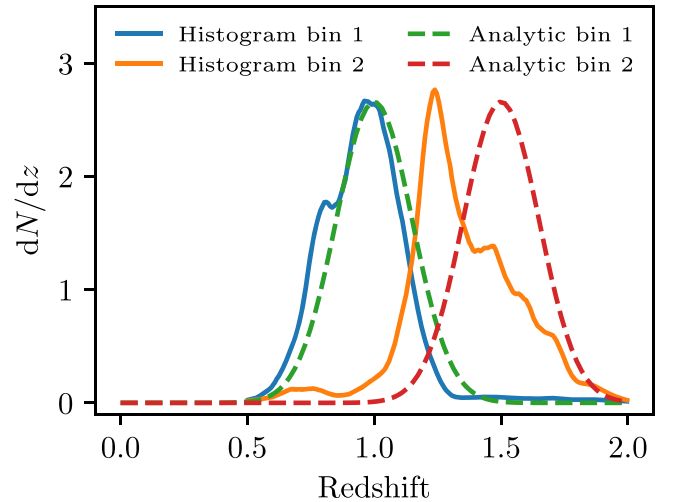 Histogram bin 1
Histogram bin 2
Analytic bin 1
Analytic bin 2
dN/dz
3
2
1
0
0.0 0.5 1.0 1.5 2.0
Redshift